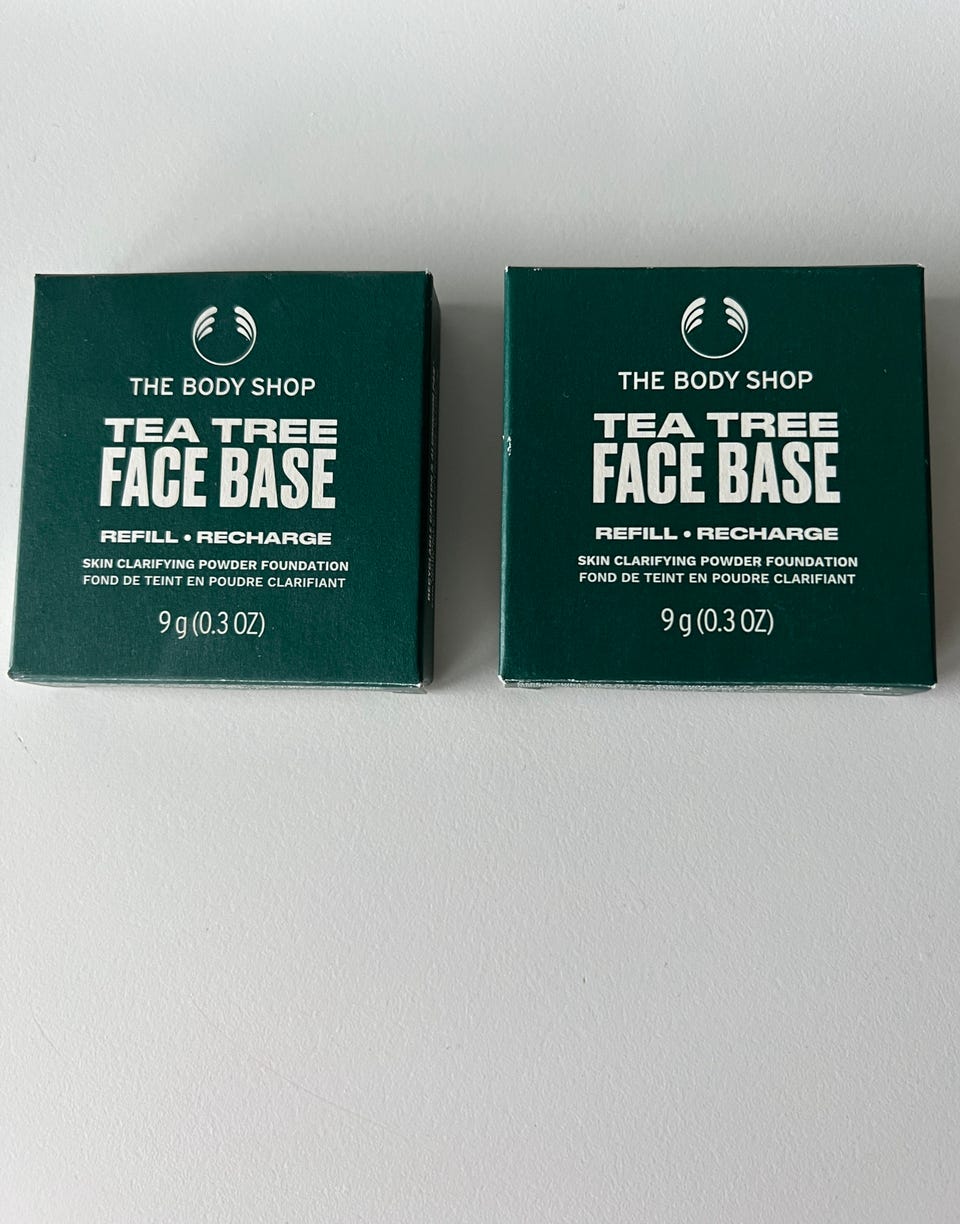 THE BODY SHOP
TEA TREE
FACE BASE
REFILL • RECHARGE
SKIN CLARIFYING POWDER FOUNDATION
FOND DE TEINT EN POUDRE CLARIFIANT
9 g (0.3 OZ)
THE BODY SHOP
TEA TREE
FACE BASE
REFILL • RECHARGE
SKIN CLARIFYING POWDER FOUNDATION
FOND DE TEINT EN POUDRE CLARIFIANT
9 g (0.3 OZ)